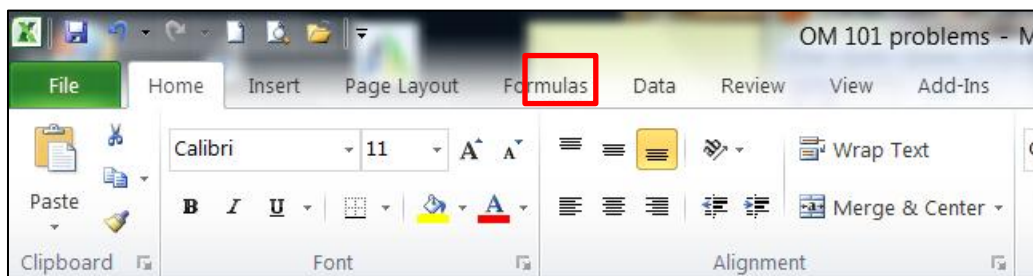 OM 101 problems - M
File Home Insert Page Layout Formulas Data Review View Add-Ins
Calibri 11 A A Wrap Text
Paste B I U A Merge & Center
Clipboard Font Alignment